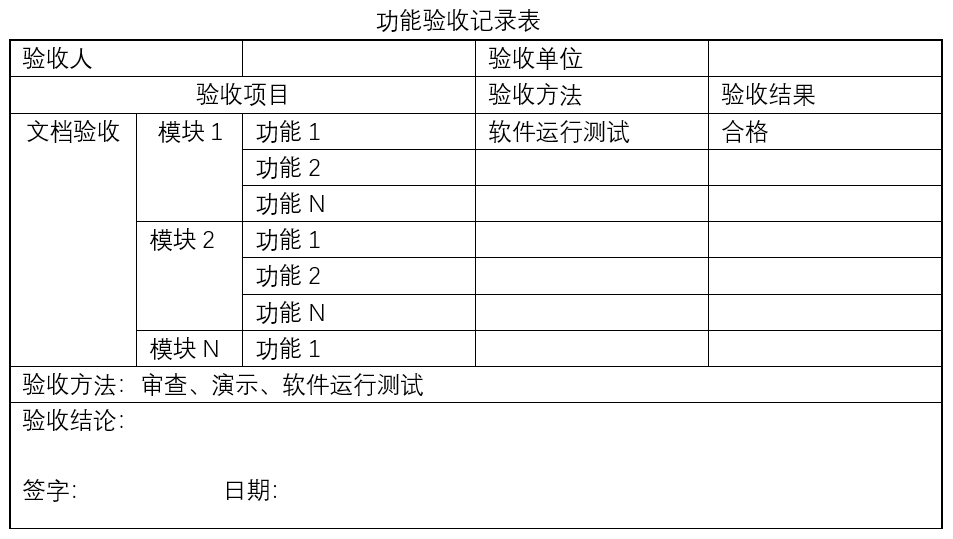 功能验收记录表
验收人 验收单位
验收项目 验收方法 验收结果
文档验收 模块 1 功能 1 软件运行测试 合格
功能 2
功能 N
模块 2 功能 1
功能 2
功能 N
模块 N 功能 1
验收方法：审查、演示、软件运行测试
验收结论：
签字： 日期：